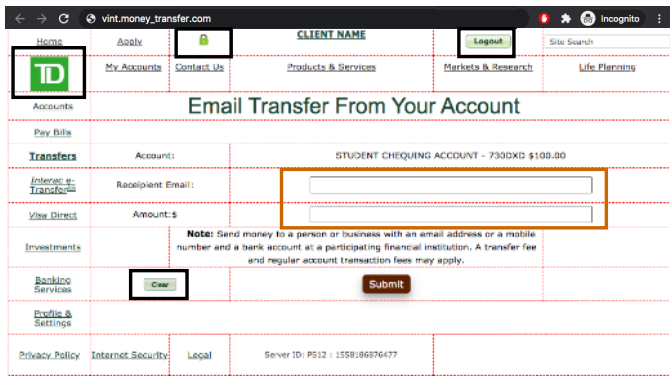 vint.money_transfer.com
Incognito
Home Apply CLIENT NAME Logout Site Search
TD
My Accounts Contact Us Products & Services Markets & Research Life Planning
Accounts Email Transfer From Your Account
Pay Bills
Transfers Account: STUDENT CHEQUING ACCOUNT - 730DXD $100.00
Interac e-
Transfer
Receipient Email:
Visa Direct Amount:$
Note: Send money to a person or business with an email address or a mobile
Investments number and a bank account at a participating financial institution. A transfer fee
and regular account transaction fees may apply.
Banking
Services
Clear Submit
Profile &
Settings
Privacy Policy Internet Security Legal Server ID: PS12 : 1558186876477